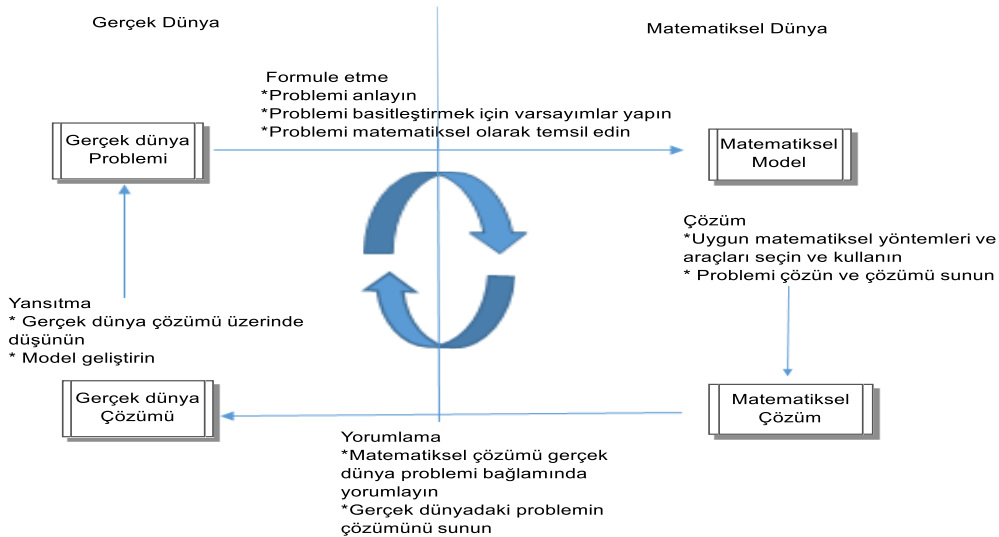 Gerçek Dünya
Matematiksel Dünya
Formule etme
*Problemi anlayın
*Problemi basitleştirmek için varsayımlar yapın
*Problemi matematiksel olarak temsil edin
Gerçek dünya
Problemi
Matematiksel
Model
Çözüm
*Uygun matematiksel yöntemleri ve
araçları seçin ve kullanın
* Problemi çözün ve çözümü sunun
Yansıtma
* Gerçek dünya çözümü üzerinde
düşünün
* Model geliştirin
Gerçek dünya
Çözümü
Matematiksel
Çözüm
Yorumlama
*Matematiksel çözümü gerçek
dünya problemi bağlamında
yorumlayın
*Gerçek dünyadaki problemin
çözümünü sunun